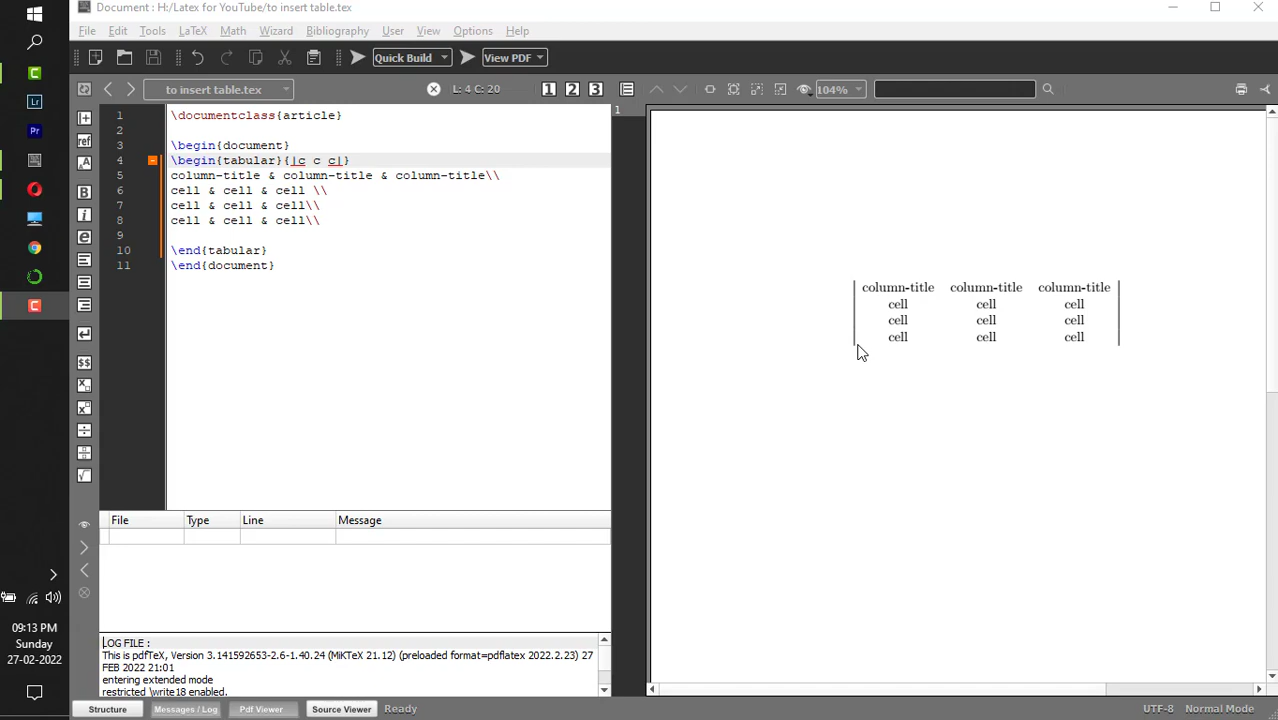 Document : H:/Latex for YouTube/to insert table.tex
File Edit Tools LaTeX Math Wizard Bibliography User View Options Help
Quick Build View PDF
to insert table.tex L: 4 C: 20 1 2 3 104%
1 \documentclass{article}
2
3 \begin{document}
4 \begin{tabular}{|c c c|}
5 column-title & column-title & column-title\\
6 cell & cell & cell \\
7 cell & cell & cell\\
8 cell & cell & cell\\
9
10 \end{tabular}
11 \end{document}
ref
B
i
e
$$
1
column-title column-title column-title
cell cell cell
cell cell cell
cell cell cell
File Type Line Message
LOG FILE :
This is pdfTeX, Version 3.141592653-2.6-1.40.24 (MiKTeX 21.12) (preloaded format=pdflatex 2022.2.23) 27
FEB 2022 21:01
entering extended mode
restricted \write18 enabled.
Structure Messages / Log Pdf Viewer Source Viewer Ready UTF-8 Normal Mode
Lr
Pr
09:13 PM
Sunday
27-02-2022